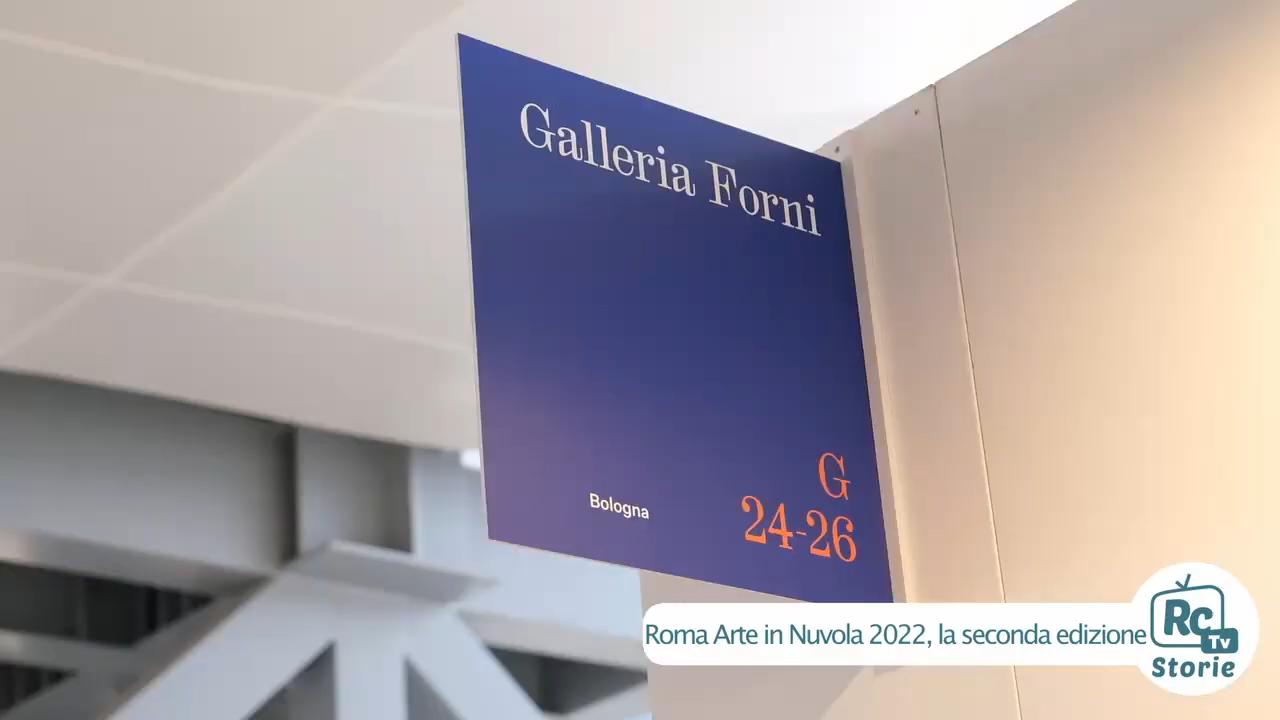 Galleria Forni
G
24-26
Bologna
Roma Arte in Nuvola 2022, la seconda edizione
Rc
Tv
Storie